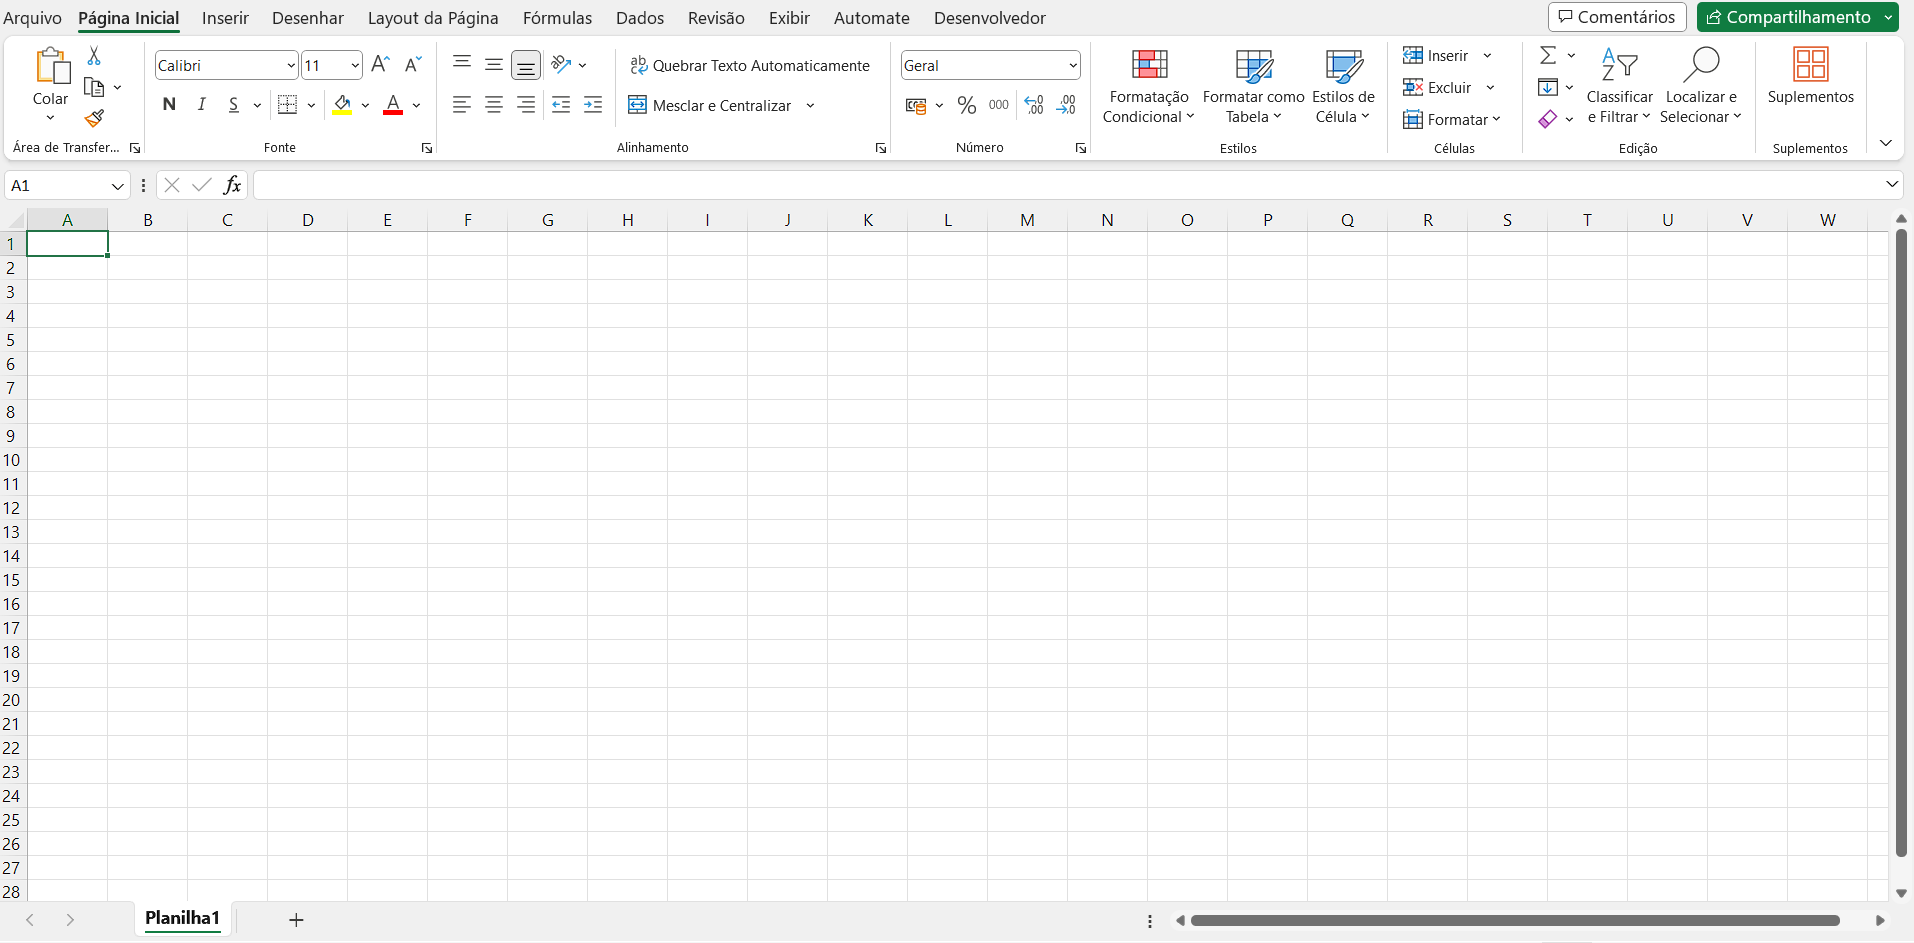 Arquivo Página Inicial Inserir Desenhar Layout da Página Fórmulas Dados Revisão Exibir Automate Desenvolvedor Comentários Compartilhamento
Colar
Calibri 11
N I S A
Área de Transfer...
Fonte
ab Quebrar Texto Automaticamente
Mesclar e Centralizar
Alinhamento
Geral
% 000 ,00 ,00
Número
Formatação
Condicional
Formatar como
Tabela
Estilos de
Célula
Estilos
Inserir
Excluir
Formatar
Células
Σ
Classificar
e Filtrar
Localizar e
Selecionar
Edição
Suplementos
Suplementos
A1 fx
A B C D E F G H I J K L M N O P Q R S T U V W
1
2
3
4
5
6
7
8
9
10
11
12
13
14
15
16
17
18
19
20
21
22
23
24
25
26
27
28
Planilha1